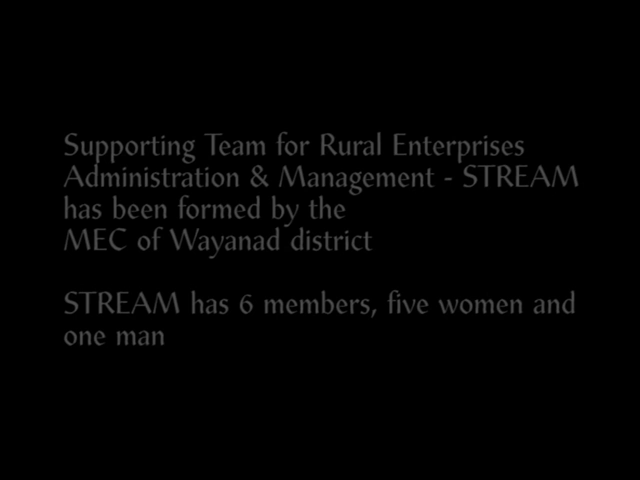 Supporting Team for Rural Enterprises
Administration & Management - STREAM
has been formed by the
MEC of Wayanad district
STREAM has 6 members, five women and
one man